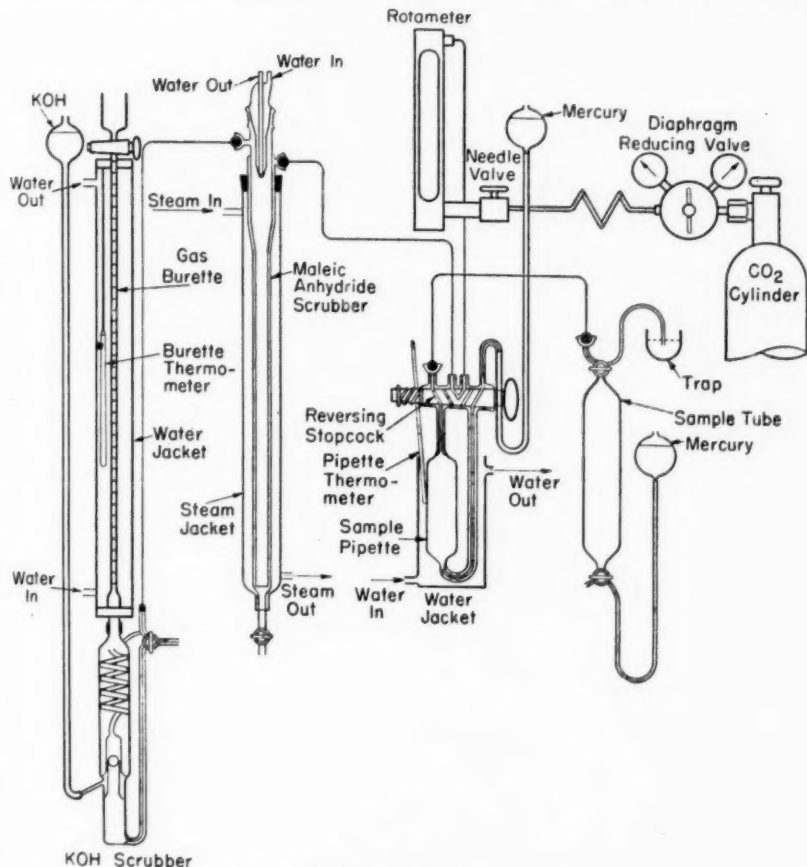 Rotameter
Water In
Water Out
KOH
Mercury
Diaphragm
Reducing Valve
Needle
Valve
Water
Out
Steam In
Gas
Burette
Maleic
Anhydride
Scrubber
CO2
Cylinder
Burette
Thermo-
meter
Trap
Reversing
Stopcock
Sample Tube
Water
Jacket
Mercury
Pipette
Thermo-
meter
Water
Out
Steam
Jacket
Sample
Pipette
Water
In
Steam
Out
Water
In
Water
Jacket
KOH Scrubber